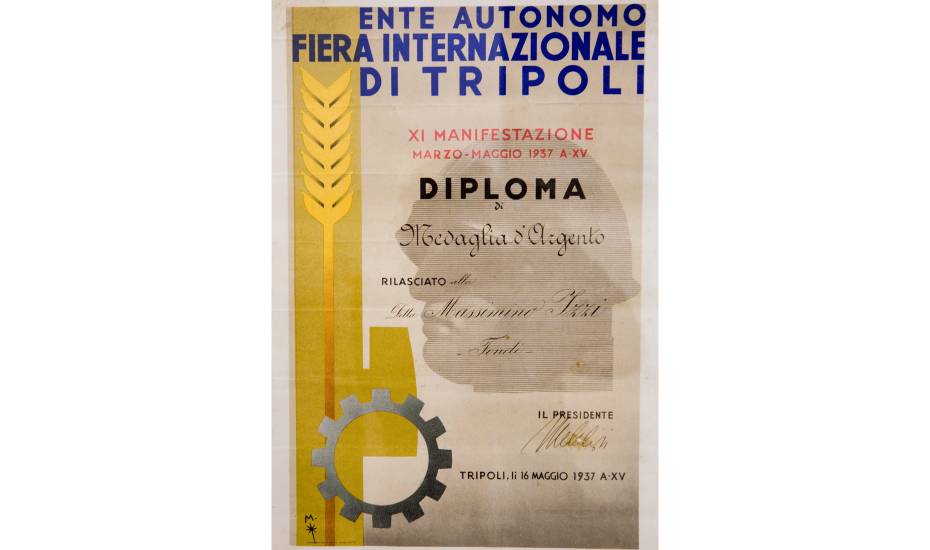 ENTE AUTONOMO
FIERA INTERNAZIONALE
DI TRIPOLI
XI MANIFESTAZIONE
MARZO-MAGGIO 1937 A·XV
DIPLOMA
di
Medaglia d'Argento
RILASCIATO alla
Ditta Massimino Izzi
- Fondi -
IL PRESIDENTE
TRIPOLI, li 16 MAGGIO 1937 A·XV
M.